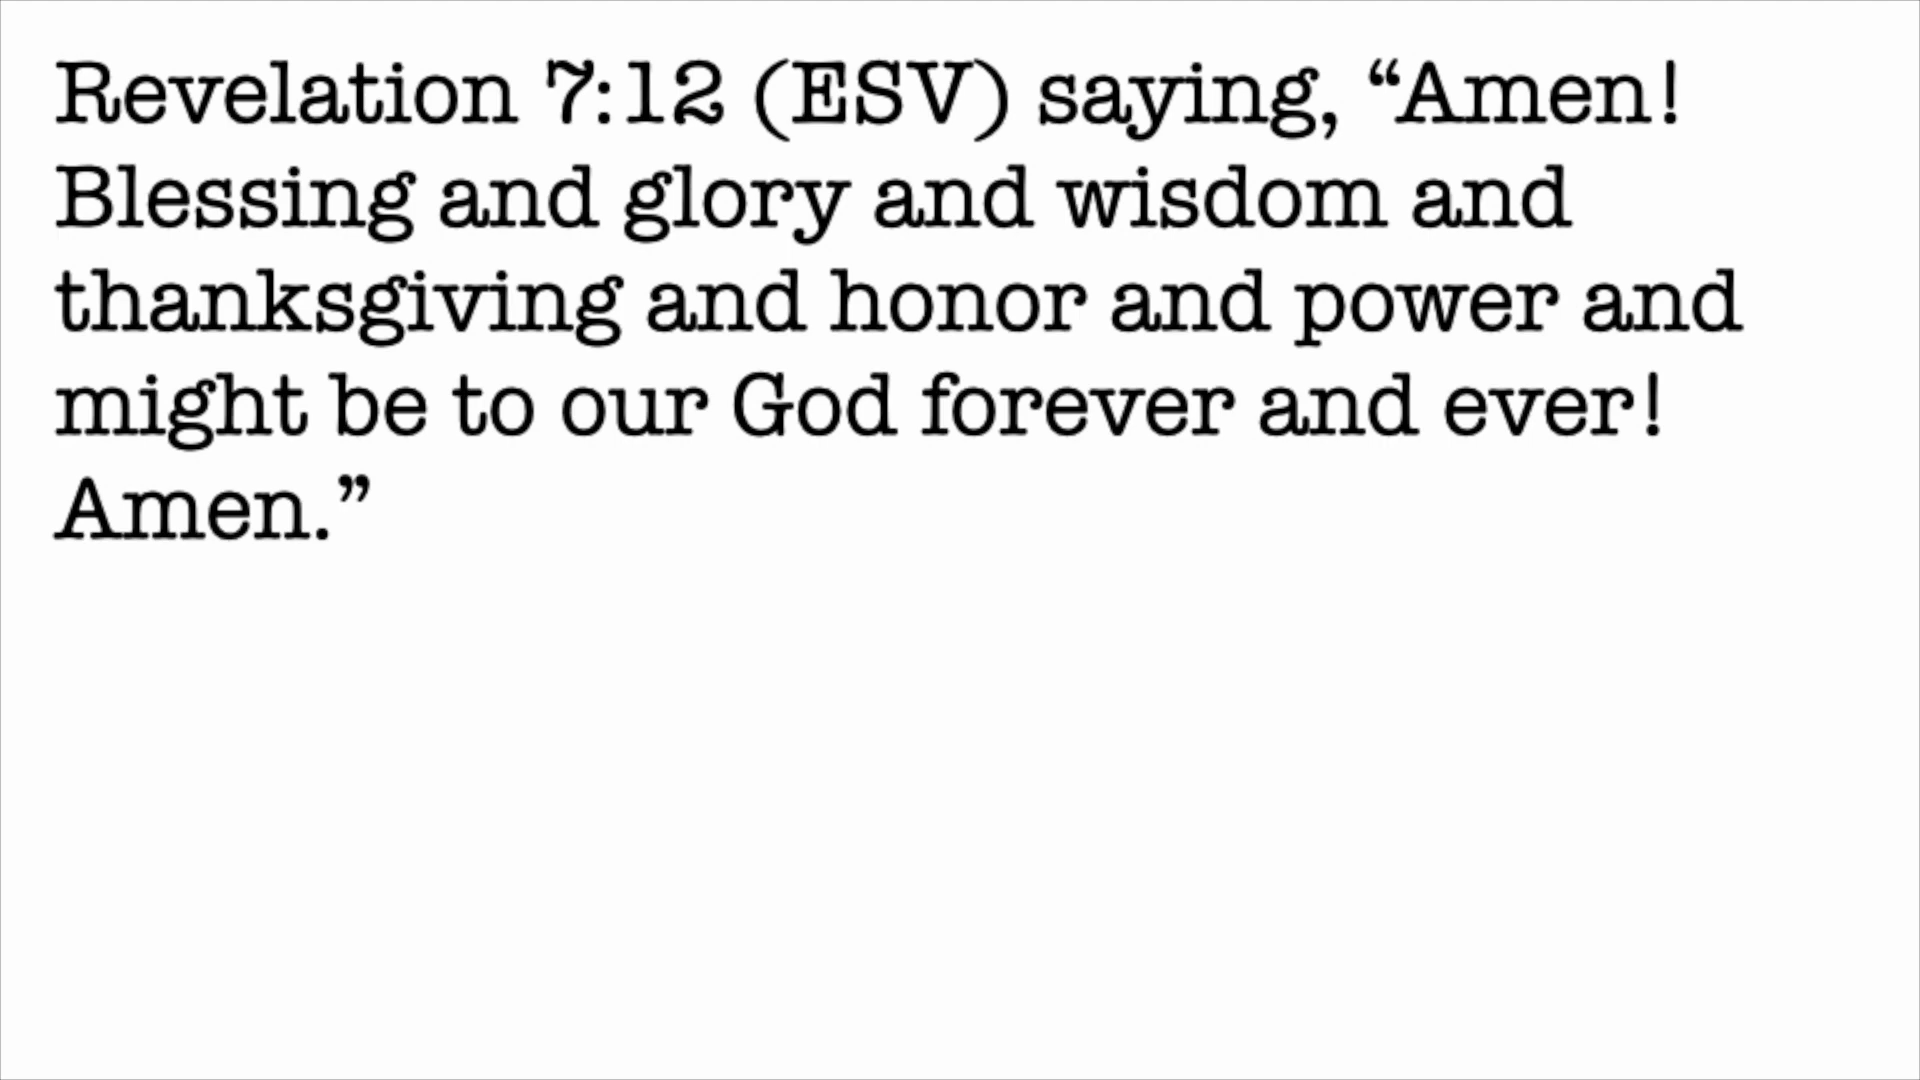 Revelation 7:12 (ESV) saying, “Amen!
Blessing and glory and wisdom and
thanksgiving and honor and power and
might be to our God forever and ever!
Amen.”